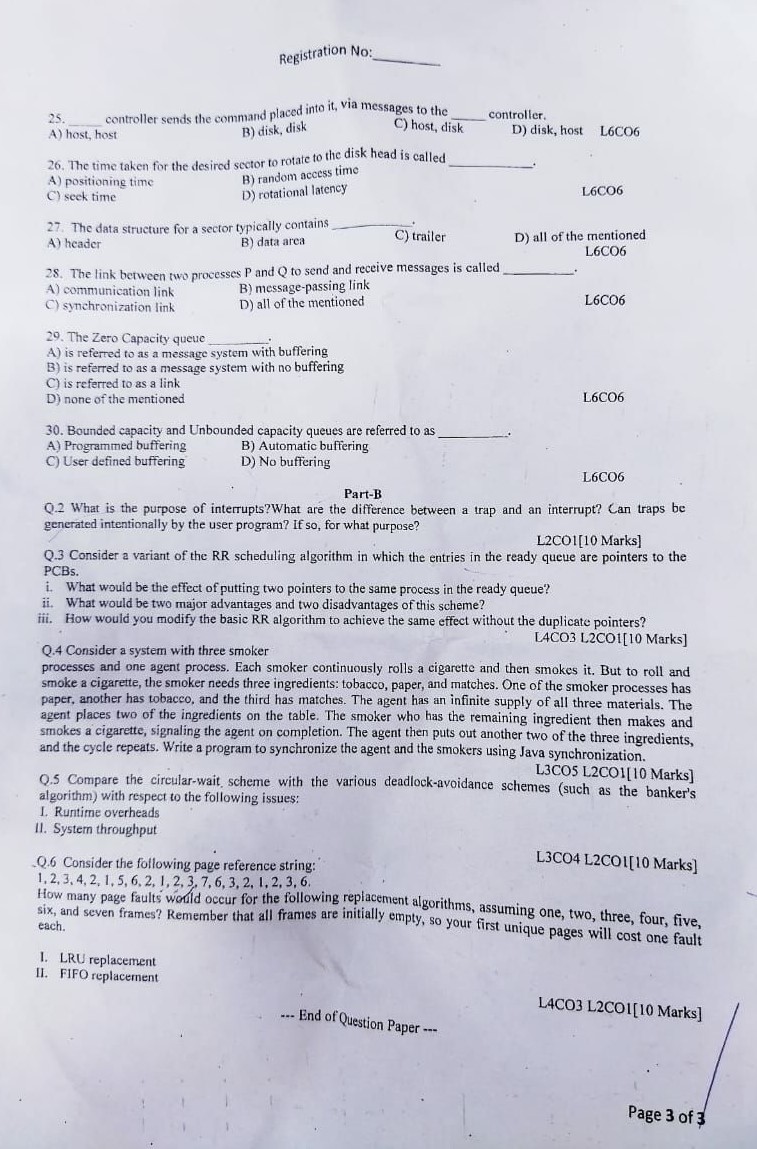 Registration No:________
25. _____ controller sends the command placed into it, via messages to the _____ controller.
A) host, host B) disk, disk C) host, disk D) disk, host L6CO6
26. The time taken for the desired sector to rotate to the disk head is called ____________.
A) positioning time B) random access time
C) seek time D) rotational latency L6CO6
27. The data structure for a sector typically contains ____________.
A) header B) data area C) trailer D) all of the mentioned
L6CO6
28. The link between two processes P and Q to send and receive messages is called __________.
A) communication link B) message-passing link
C) synchronization link D) all of the mentioned L6CO6
29. The Zero Capacity queue _________.
A) is referred to as a message system with buffering
B) is referred to as a message system with no buffering
C) is referred to as a link
D) none of the mentioned L6CO6
30. Bounded capacity and Unbounded capacity queues are referred to as __________.
A) Programmed buffering B) Automatic buffering
C) User defined buffering D) No buffering
L6CO6
Part-B
Q.2 What is the purpose of interrupts?What are the difference between a trap and an interrupt? Can traps be
generated intentionally by the user program? If so, for what purpose?
L2CO1[10 Marks]
Q.3 Consider a variant of the RR scheduling algorithm in which the entries in the ready queue are pointers to the
PCBs.
i. What would be the effect of putting two pointers to the same process in the ready queue?
ii. What would be two major advantages and two disadvantages of this scheme?
iii. How would you modify the basic RR algorithm to achieve the same effect without the duplicate pointers?
L4CO3 L2CO1[10 Marks]
Q.4 Consider a system with three smoker
processes and one agent process. Each smoker continuously rolls a cigarette and then smokes it. But to roll and
smoke a cigarette, the smoker needs three ingredients: tobacco, paper, and matches. One of the smoker processes has
paper, another has tobacco, and the third has matches. The agent has an infinite supply of all three materials. The
agent places two of the ingredients on the table. The smoker who has the remaining ingredient then makes and
smokes a cigarette, signaling the agent on completion. The agent then puts out another two of the three ingredients,
and the cycle repeats. Write a program to synchronize the agent and the smokers using Java synchronization.
L3CO5 L2CO1[10 Marks]
Q.5 Compare the circular-wait scheme with the various deadlock-avoidance schemes (such as the banker's
algorithm) with respect to the following issues:
I. Runtime overheads
II. System throughput
L3CO4 L2CO1[10 Marks]
Q.6 Consider the following page reference string:
1, 2, 3, 4, 2, 1, 5, 6, 2, 1, 2, 3, 7, 6, 3, 2, 1, 2, 3, 6.
How many page faults would occur for the following replacement algorithms, assuming one, two, three, four, five,
six, and seven frames? Remember that all frames are initially empty, so your first unique pages will cost one fault
each.
I. LRU replacement
II. FIFO replacement
L4CO3 L2CO1[10 Marks]
--- End of Question Paper ---
Page 3 of 3